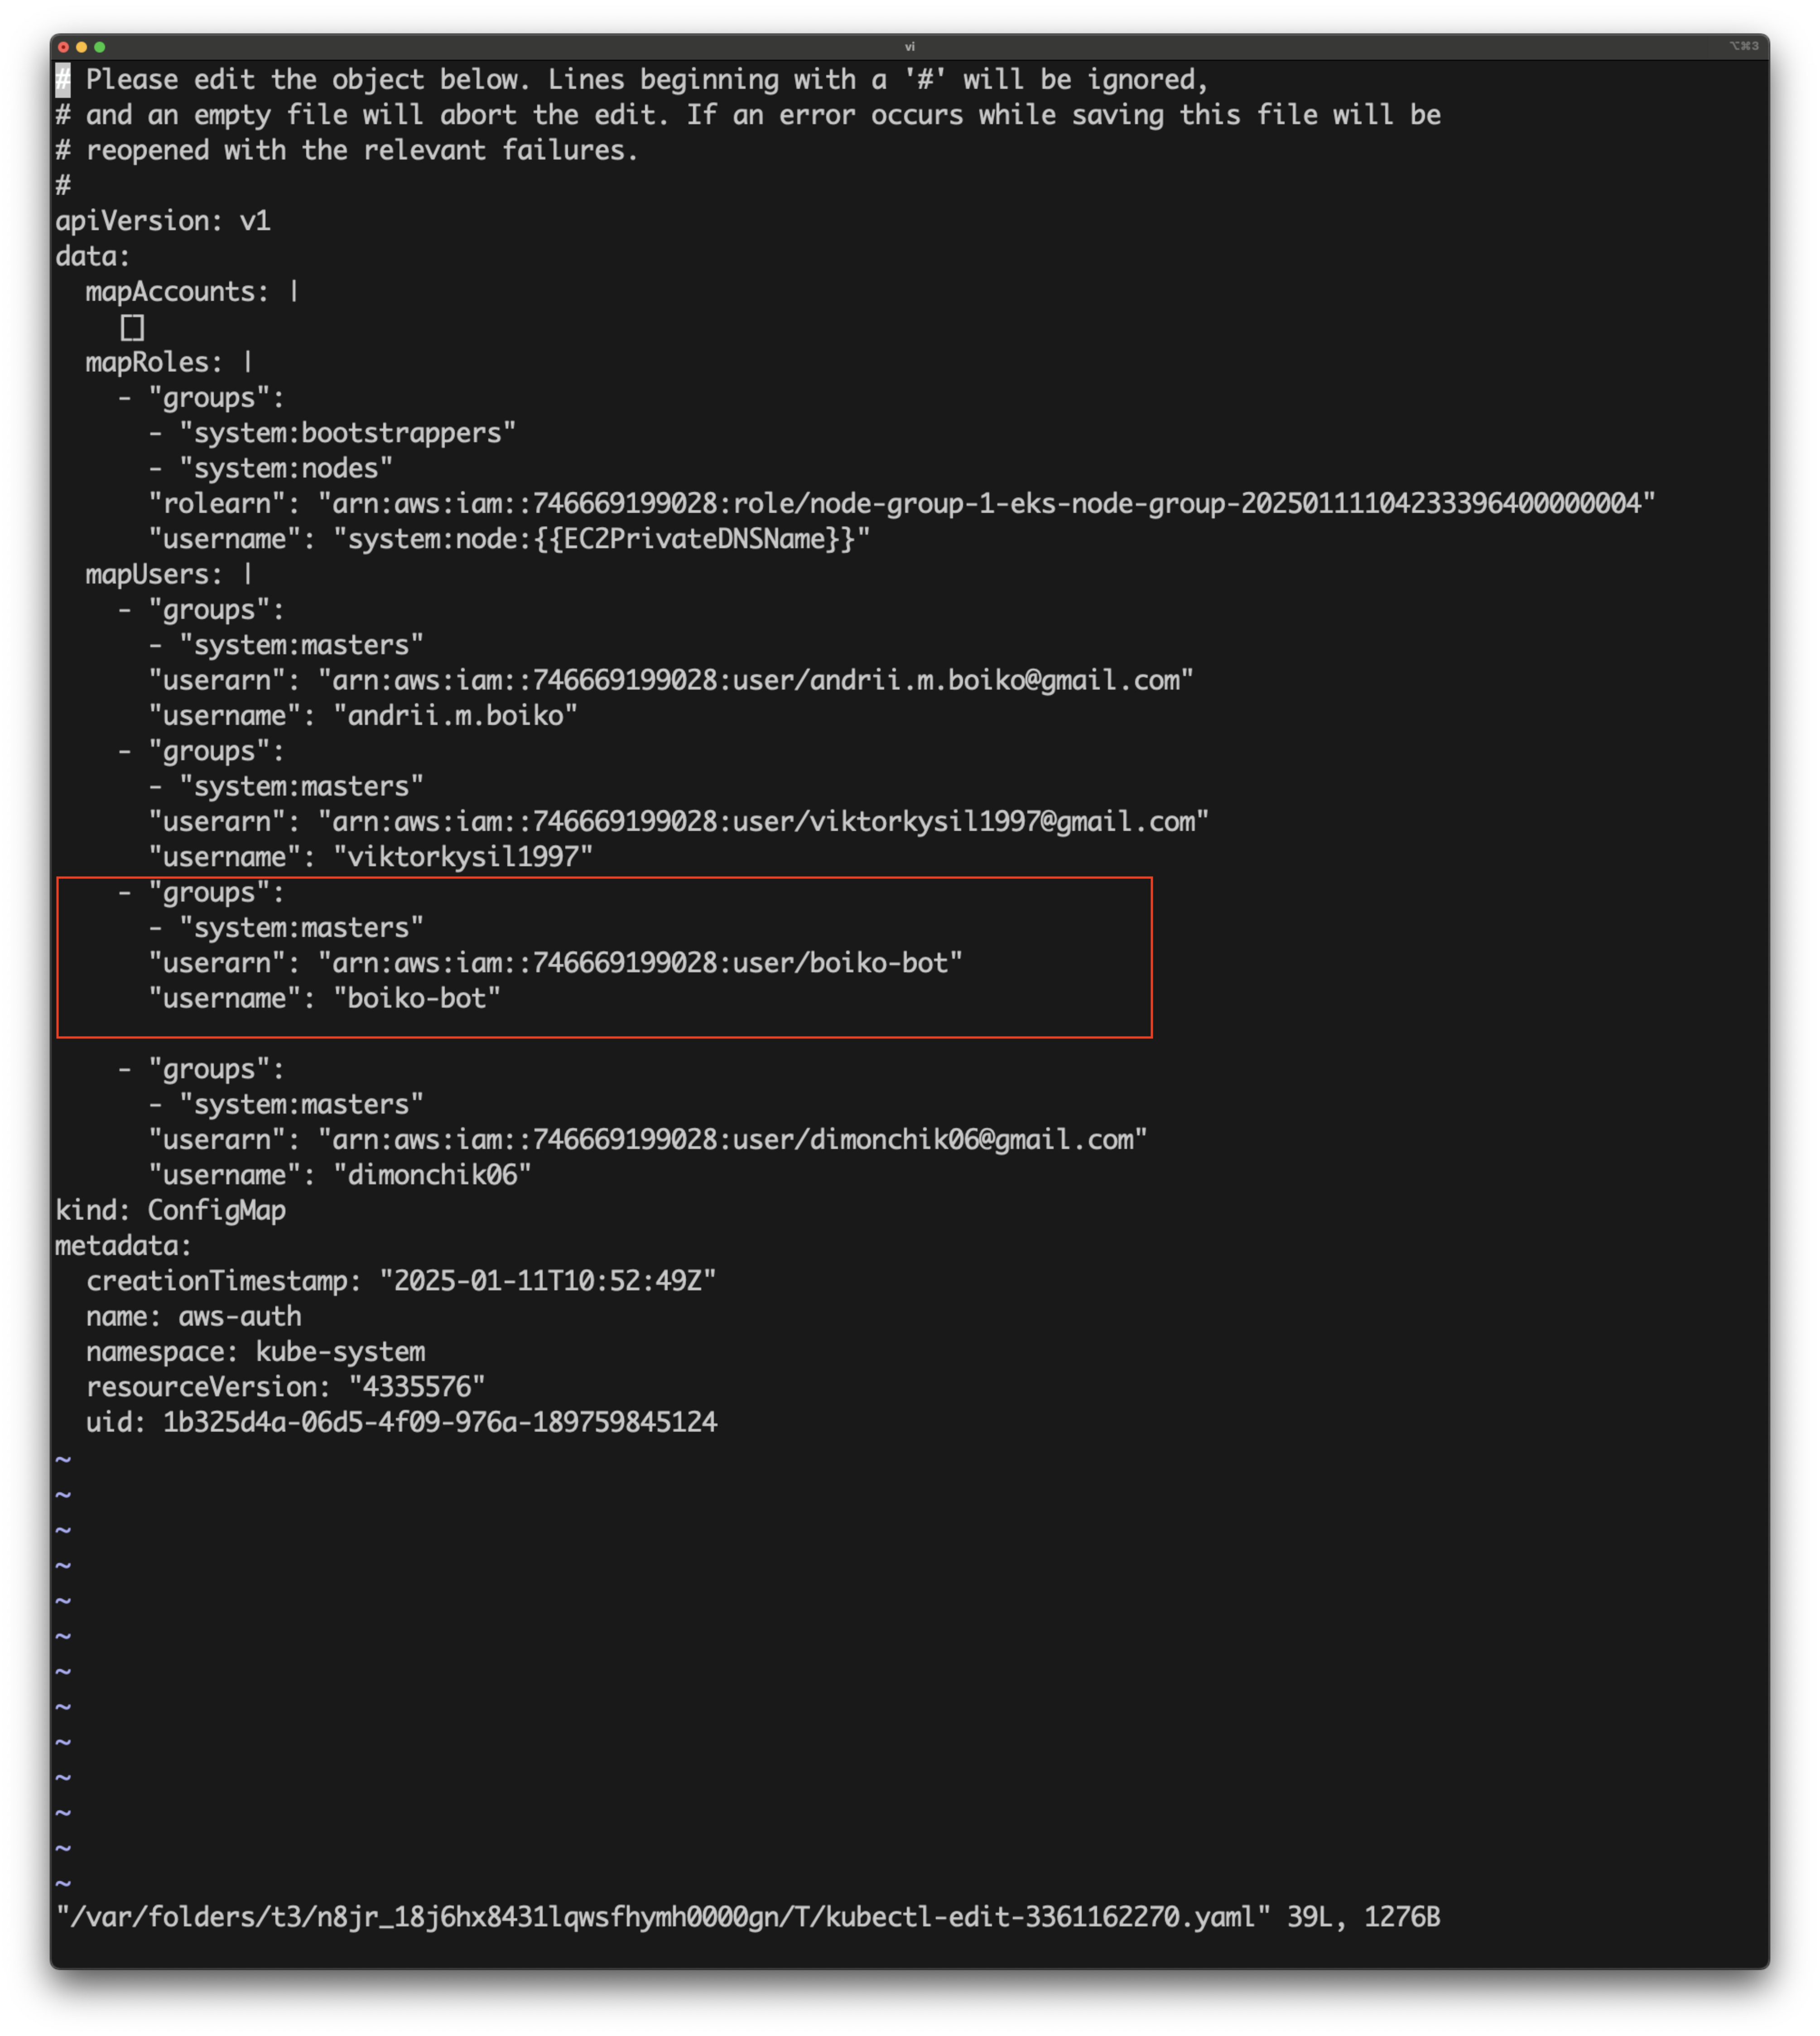 vi
⌥⌘3
# Please edit the object below. Lines beginning with a '#' will be ignored,
# and an empty file will abort the edit. If an error occurs while saving this file will be
# reopened with the relevant failures.
#
apiVersion: v1
data:
  mapAccounts: |
    []
  mapRoles: |
    - "groups":
      - "system:bootstrappers"
      - "system:nodes"
      "rolearn": "arn:aws:iam::746669199028:role/node-group-1-eks-node-group-20250111104233396400000004"
      "username": "system:node:{{EC2PrivateDNSName}}"
  mapUsers: |
    - "groups":
      - "system:masters"
      "userarn": "arn:aws:iam::746669199028:user/andrii.m.boiko@gmail.com"
      "username": "andrii.m.boiko"
    - "groups":
      - "system:masters"
      "userarn": "arn:aws:iam::746669199028:user/viktorkysil1997@gmail.com"
      "username": "viktorkysil1997"
    - "groups":
      - "system:masters"
      "userarn": "arn:aws:iam::746669199028:user/boiko-bot"
      "username": "boiko-bot"
    - "groups":
      - "system:masters"
      "userarn": "arn:aws:iam::746669199028:user/dimonchik06@gmail.com"
      "username": "dimonchik06"
kind: ConfigMap
metadata:
  creationTimestamp: "2025-01-11T10:52:49Z"
  name: aws-auth
  namespace: kube-system
  resourceVersion: "4335576"
  uid: 1b325d4a-06d5-4f09-976a-189759845124
~
~
~
~
~
~
~
~
~
~
~
~
~
"/var/folders/t3/n8jr_18j6hx8431lqwsfhymh0000gn/T/kubectl-edit-3361162270.yaml" 39L, 1276B